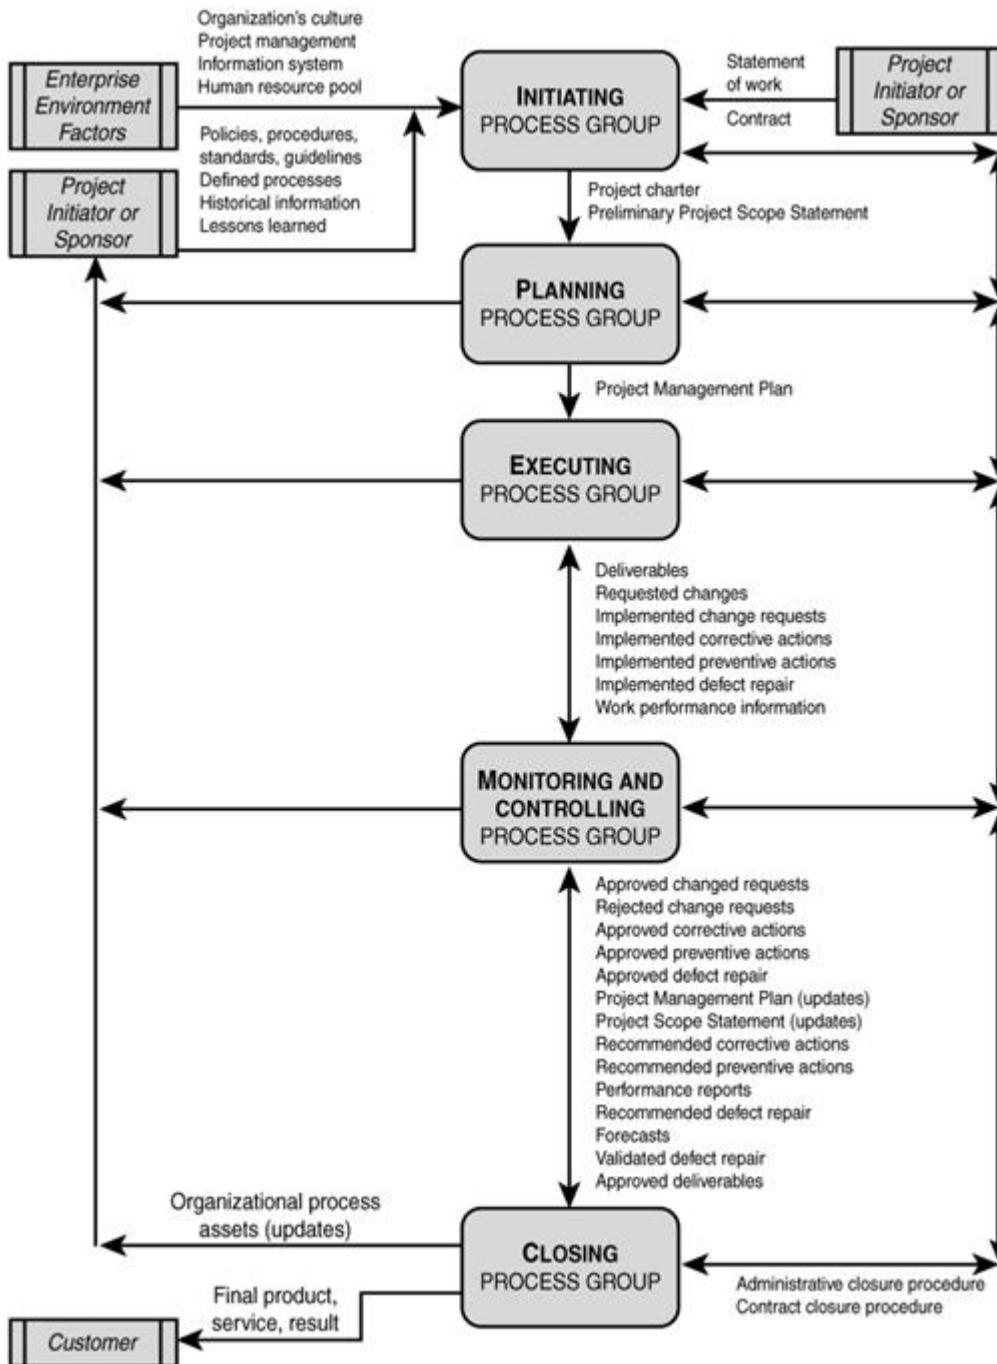 Organization's culture
Project management
Information system
Human resource pool
Enterprise
Environment
Factors
INITIATING
PROCESS GROUP
Statement
of work
Contract
Project
Initiator or
Sponsor
Policies, procedures,
standards, guidelines
Defined processes
Historical information
Lessons learned
Project
Initiator or
Sponsor
Project charter
Preliminary Project Scope Statement
PLANNING
PROCESS GROUP
Project Management Plan
EXECUTING
PROCESS GROUP
Deliverables
Requested changes
Implemented change requests
Implemented corrective actions
Implemented preventive actions
Implemented defect repair
Work performance information
MONITORING AND
CONTROLLING
PROCESS GROUP
Approved changed requests
Rejected change requests
Approved corrective actions
Approved preventive actions
Approved defect repair
Project Management Plan (updates)
Project Scope Statement (updates)
Recommended corrective actions
Recommended preventive actions
Performance reports
Recommended defect repair
Forecasts
Validated defect repair
Approved deliverables
Organizational process
assets (updates)
CLOSING
PROCESS GROUP
Administrative closure procedure
Contract closure procedure
Final product,
service, result
Customer